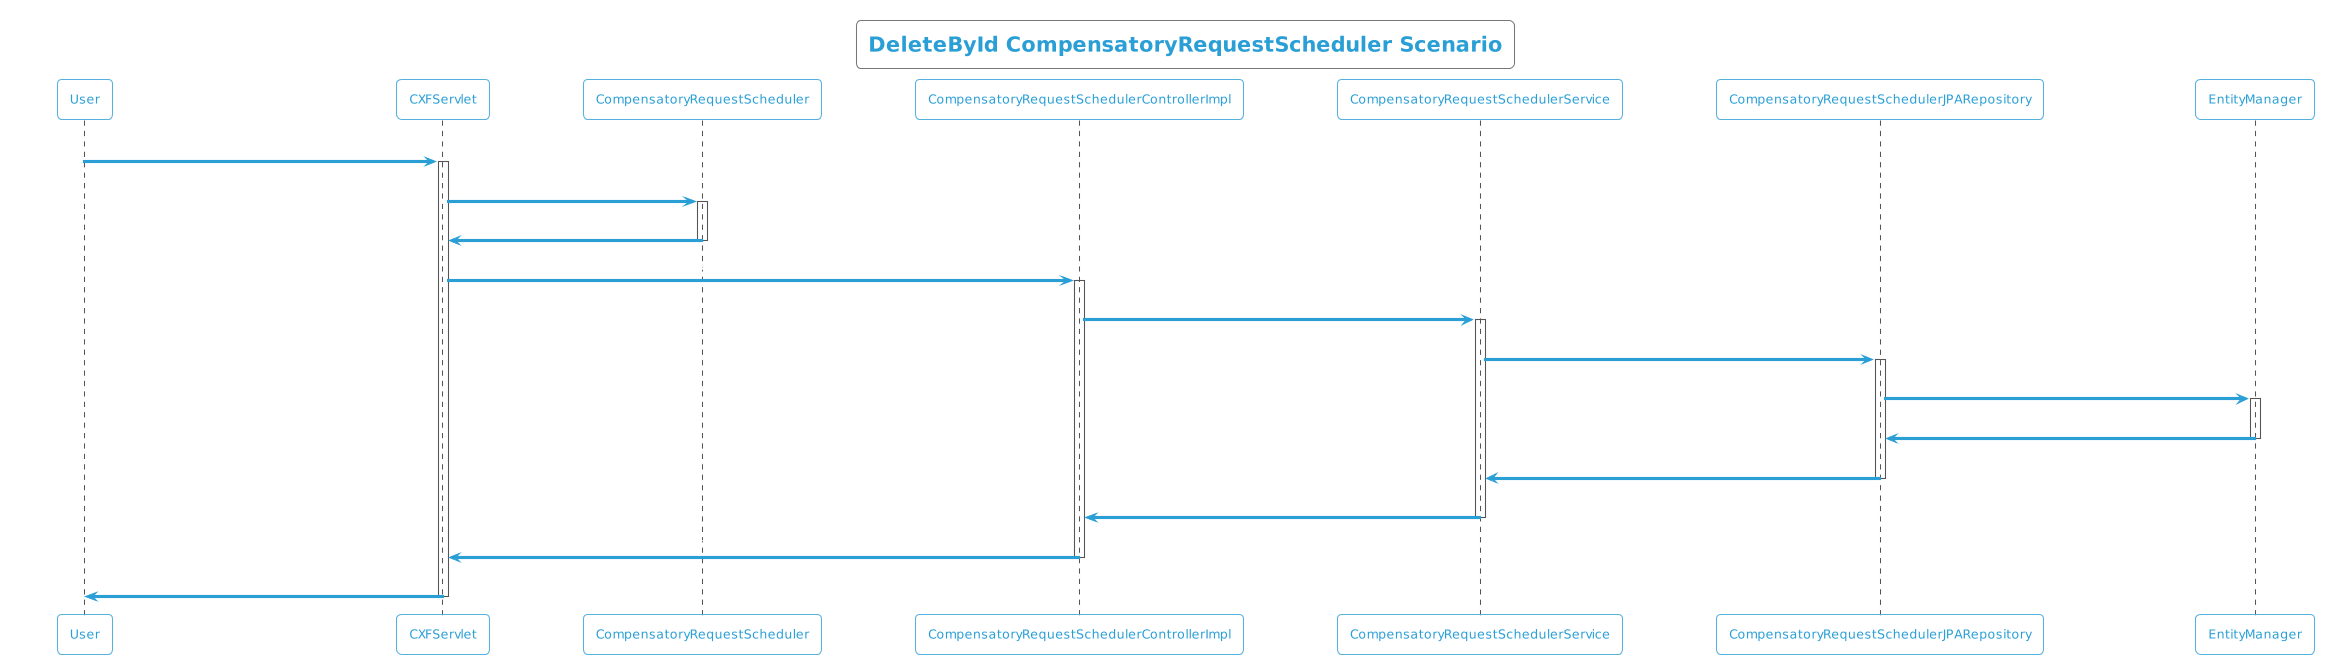 DeleteById CompensatoryRequestScheduler Scenario
User
CXFServlet
CompensatoryRequestScheduler
CompensatoryRequestSchedulerControllerImpl
CompensatoryRequestSchedulerService
CompensatoryRequestSchedulerJPARepository
EntityManager
User
CXFServlet
CompensatoryRequestScheduler
CompensatoryRequestSchedulerControllerImpl
CompensatoryRequestSchedulerService
CompensatoryRequestSchedulerJPARepository
EntityManager